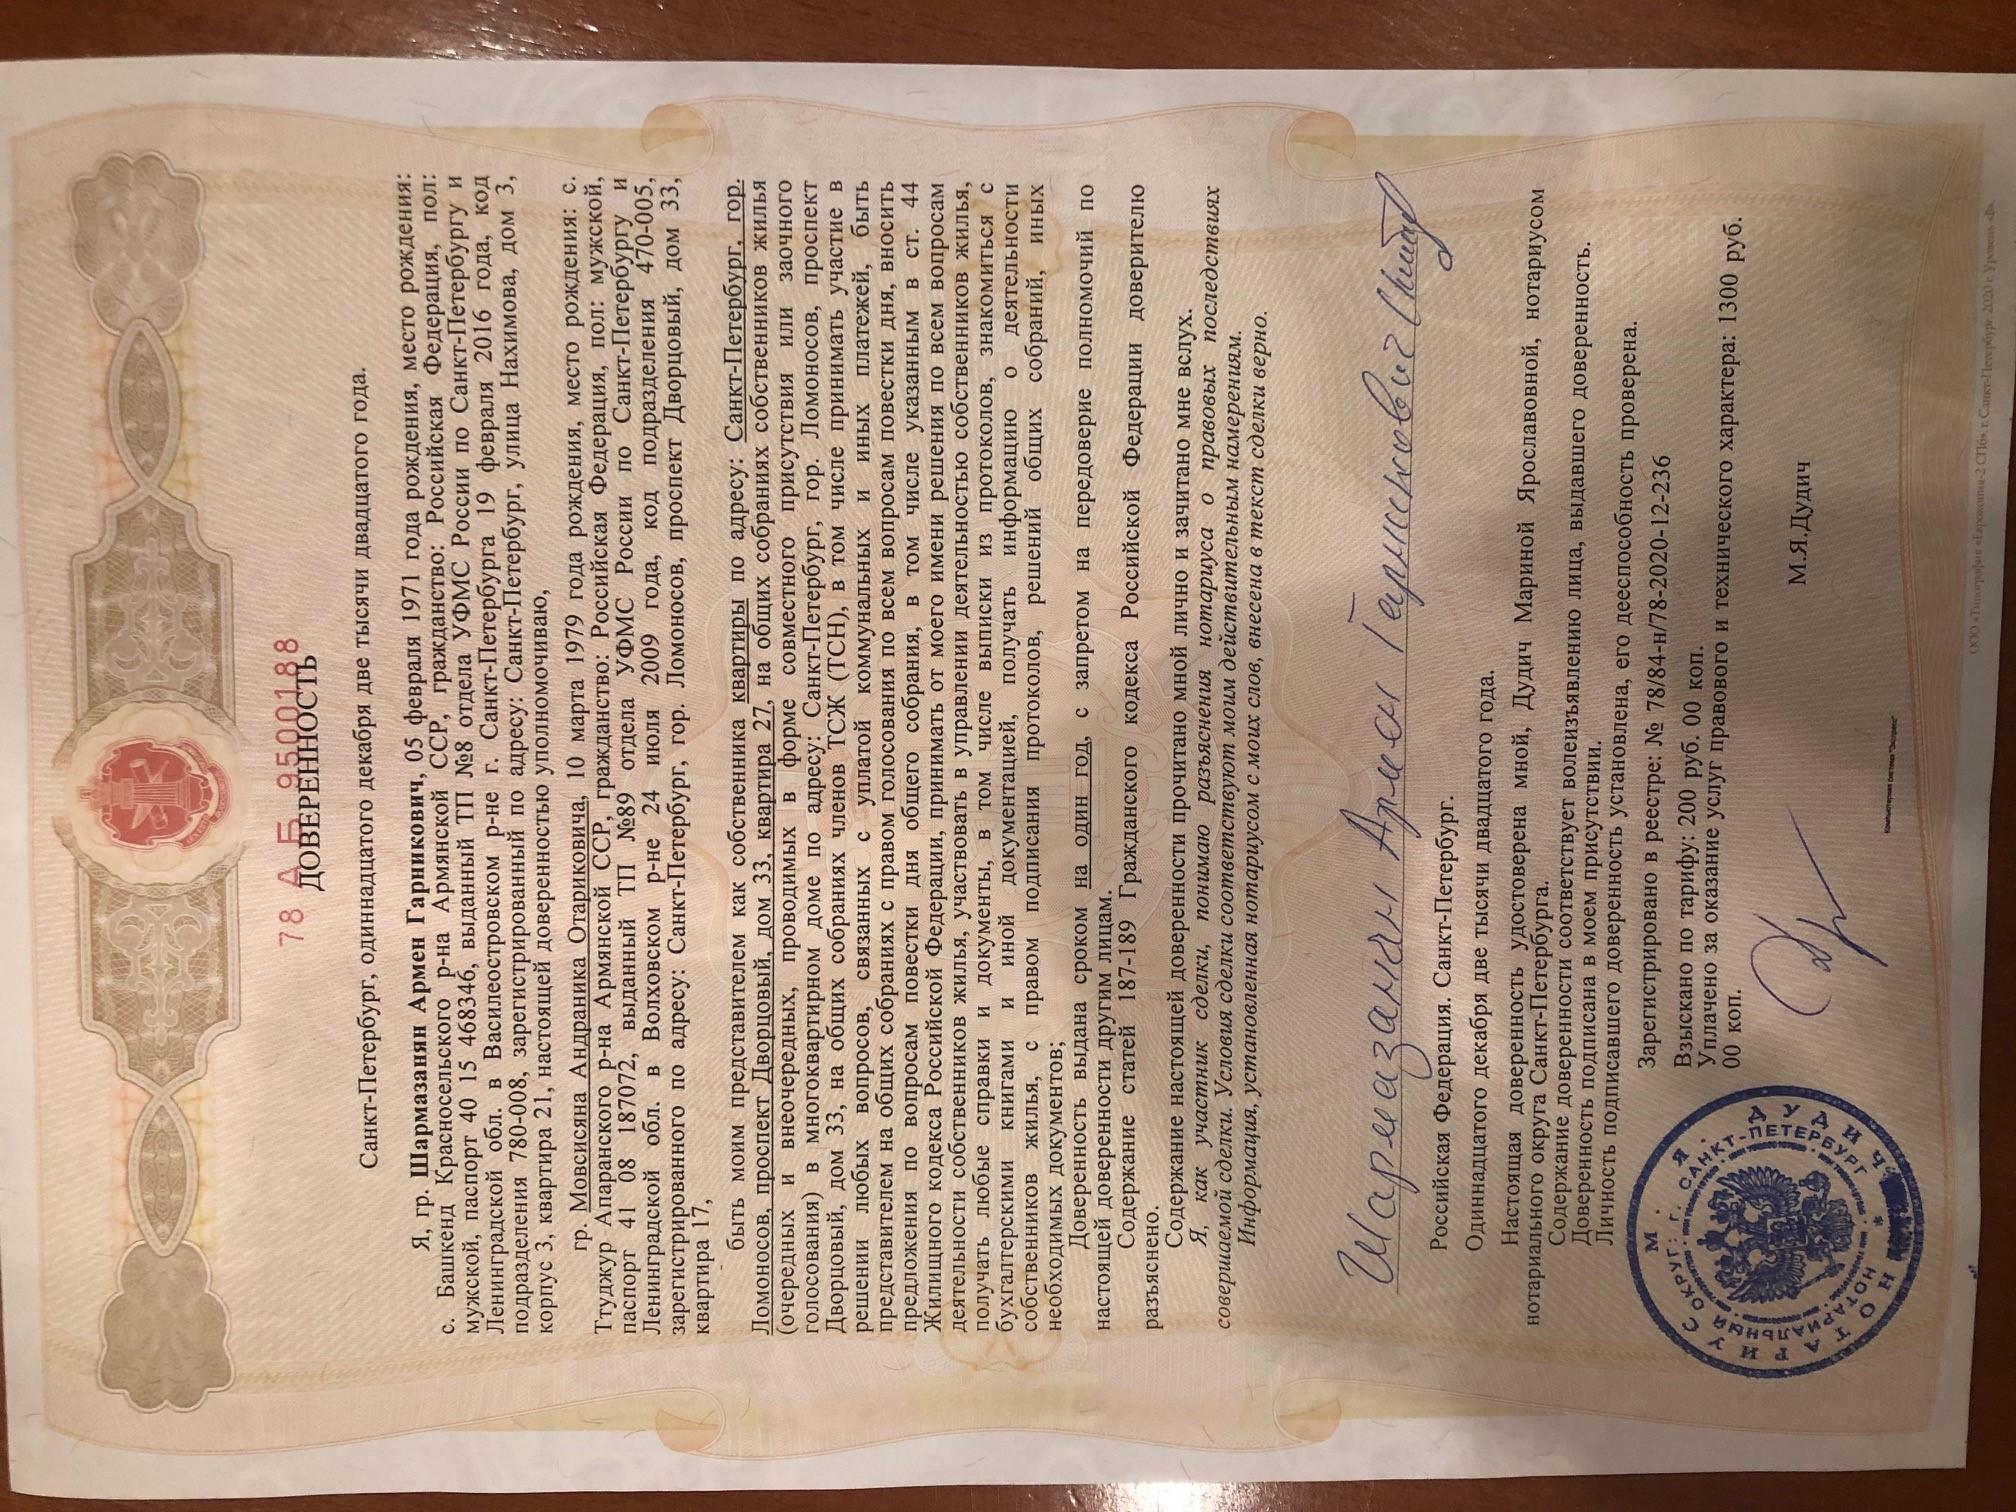 78 АБ 9500188
ДОВЕРЕННОСТЬ
Санкт-Петербург, одиннадцатого декабря две тысячи двадцатого года.
Я, гр. Шармазанян Армен Гарникович, 05 февраля 1971 года рождения, место рождения:
с. Башкенд Красносельского р-на Армянской ССР, гражданство: Российская Федерация, пол:
мужской, паспорт 40 15 468346, выданный ТП №8 отдела УФМС России по Санкт-Петербургу и
Ленинградской обл. в Василеостровском р-не г. Санкт-Петербурга 19 февраля 2016 года, код
подразделения 780-008, зарегистрированный по адресу: Санкт-Петербург, улица Нахимова, дом 3,
корпус 3, квартира 21, настоящей доверенностью уполномочиваю,
гр. Мовсисяна Андраника Отариковича, 10 марта 1979 года рождения, место рождения: с.
Ттуджур Апаранского р-на Армянской ССР, гражданство: Российская Федерация, пол: мужской,
паспорт 41 08 187072, выданный ТП №89 отдела УФМС России по Санкт-Петербургу и
Ленинградской обл. в Волховском р-не 24 июля 2009 года, код подразделения 470-005,
зарегистрированного по адресу: Санкт-Петербург, гор. Ломоносов, проспект Дворцовый, дом 33,
квартира 17,
быть моим представителем как собственника квартиры по адресу: Санкт-Петербург, гор.
Ломоносов, проспект Дворцовый, дом 33, квартира 27, на общих собраниях собственников жилья
(очередных и внеочередных, проводимых в форме совместного присутствия или заочного
голосования) в многоквартирном доме по адресу: Санкт-Петербург, гор. Ломоносов, проспект
Дворцовый, дом 33, на общих собраниях членов ТСЖ (ТСН), в том числе принимать участие в
решении любых вопросов, связанных с уплатой коммунальных и иных платежей, быть
представителем на общих собраниях с правом голосования по всем вопросам повестки дня, вносить
предложения по вопросам повестки дня общего собрания, в том числе указанным в ст. 44
Жилищного кодекса Российской Федерации, принимать от моего имени решения по всем вопросам
деятельности собственников жилья, участвовать в управлении деятельностью собственников жилья,
получать любые справки и документы, в том числе выписки из протоколов, знакомиться с
бухгалтерскими книгами и иной документацией, получать информацию о деятельности
собственников жилья, с правом подписания протоколов, решений общих собраний, иных
необходимых документов;
Доверенность выдана сроком на один год, с запретом на передоверие полномочий по
настоящей доверенности другим лицам.
Содержание статей 187-189 Гражданского кодекса Российской Федерации доверителю
разъяснено.
Содержание настоящей доверенности прочитано мной лично и зачитано мне вслух.
Я, как участник сделки, понимаю разъяснения нотариуса о правовых последствиях
совершаемой сделки. Условия сделки соответствуют моим действительным намерениям.
Информация, установленная нотариусом с моих слов, внесена в текст сделки верно.
Шармазанян Армен Гарникович
Российская Федерация. Санкт-Петербург.
Одиннадцатого декабря две тысячи двадцатого года.
Настоящая доверенность удостоверена мной, Дудич Мариной Ярославовной, нотариусом
нотариального округа Санкт-Петербурга.
Содержание доверенности соответствует волеизъявлению лица, выдавшего доверенность.
Доверенность подписана в моем присутствии.
Личность подписавшего доверенность установлена, его дееспособность проверена.
Зарегистрировано в реестре: № 78/84-н/78-2020-12-236
Взыскано по тарифу: 200 руб. 00 коп.
Уплачено за оказание услуг правового и технического характера: 1300 руб.
00 коп.
М.Я.Дудич
НОТАРИУС М.Я. ДУДИЧ
НОТАРИАЛЬНЫЙ ОКРУГ: г. САНКТ-ПЕТЕРБУРГ
Компьютерная система "Экспресс"